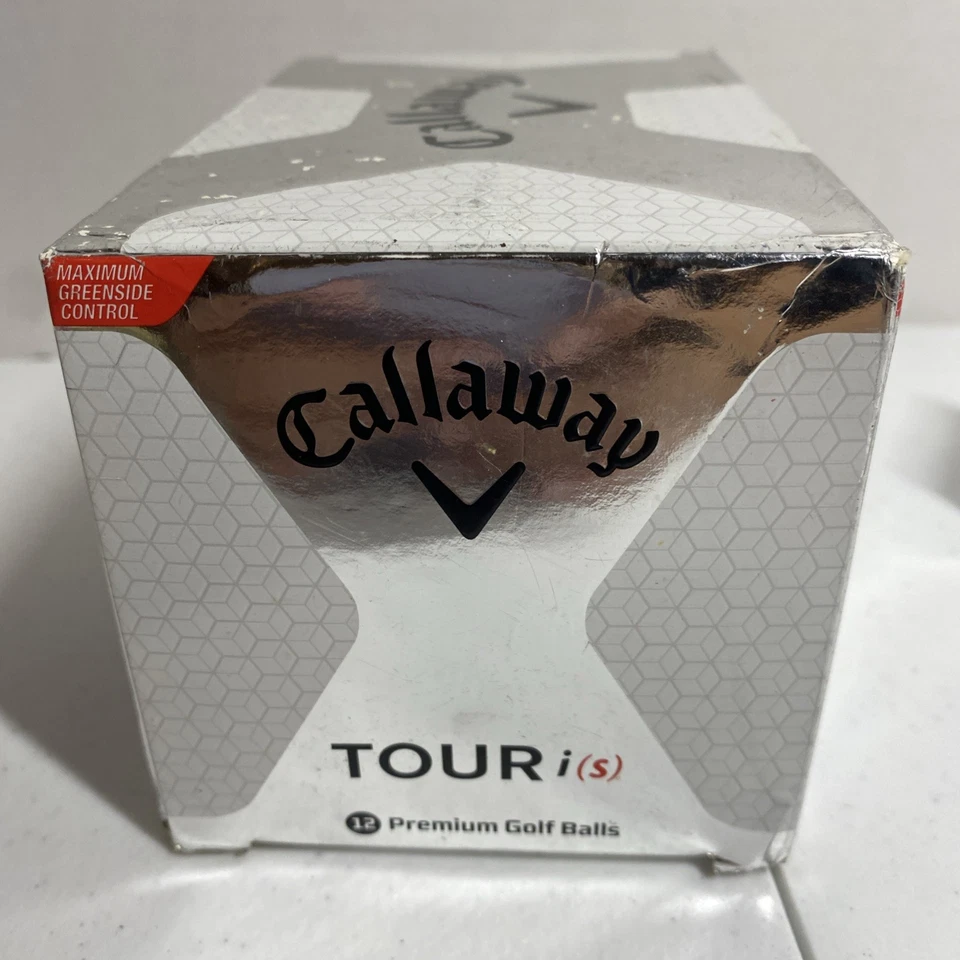 Callaway
MAXIMUM
GREENSIDE
CONTROL
Callaway
TOUR i(s)
12 Premium Golf Balls